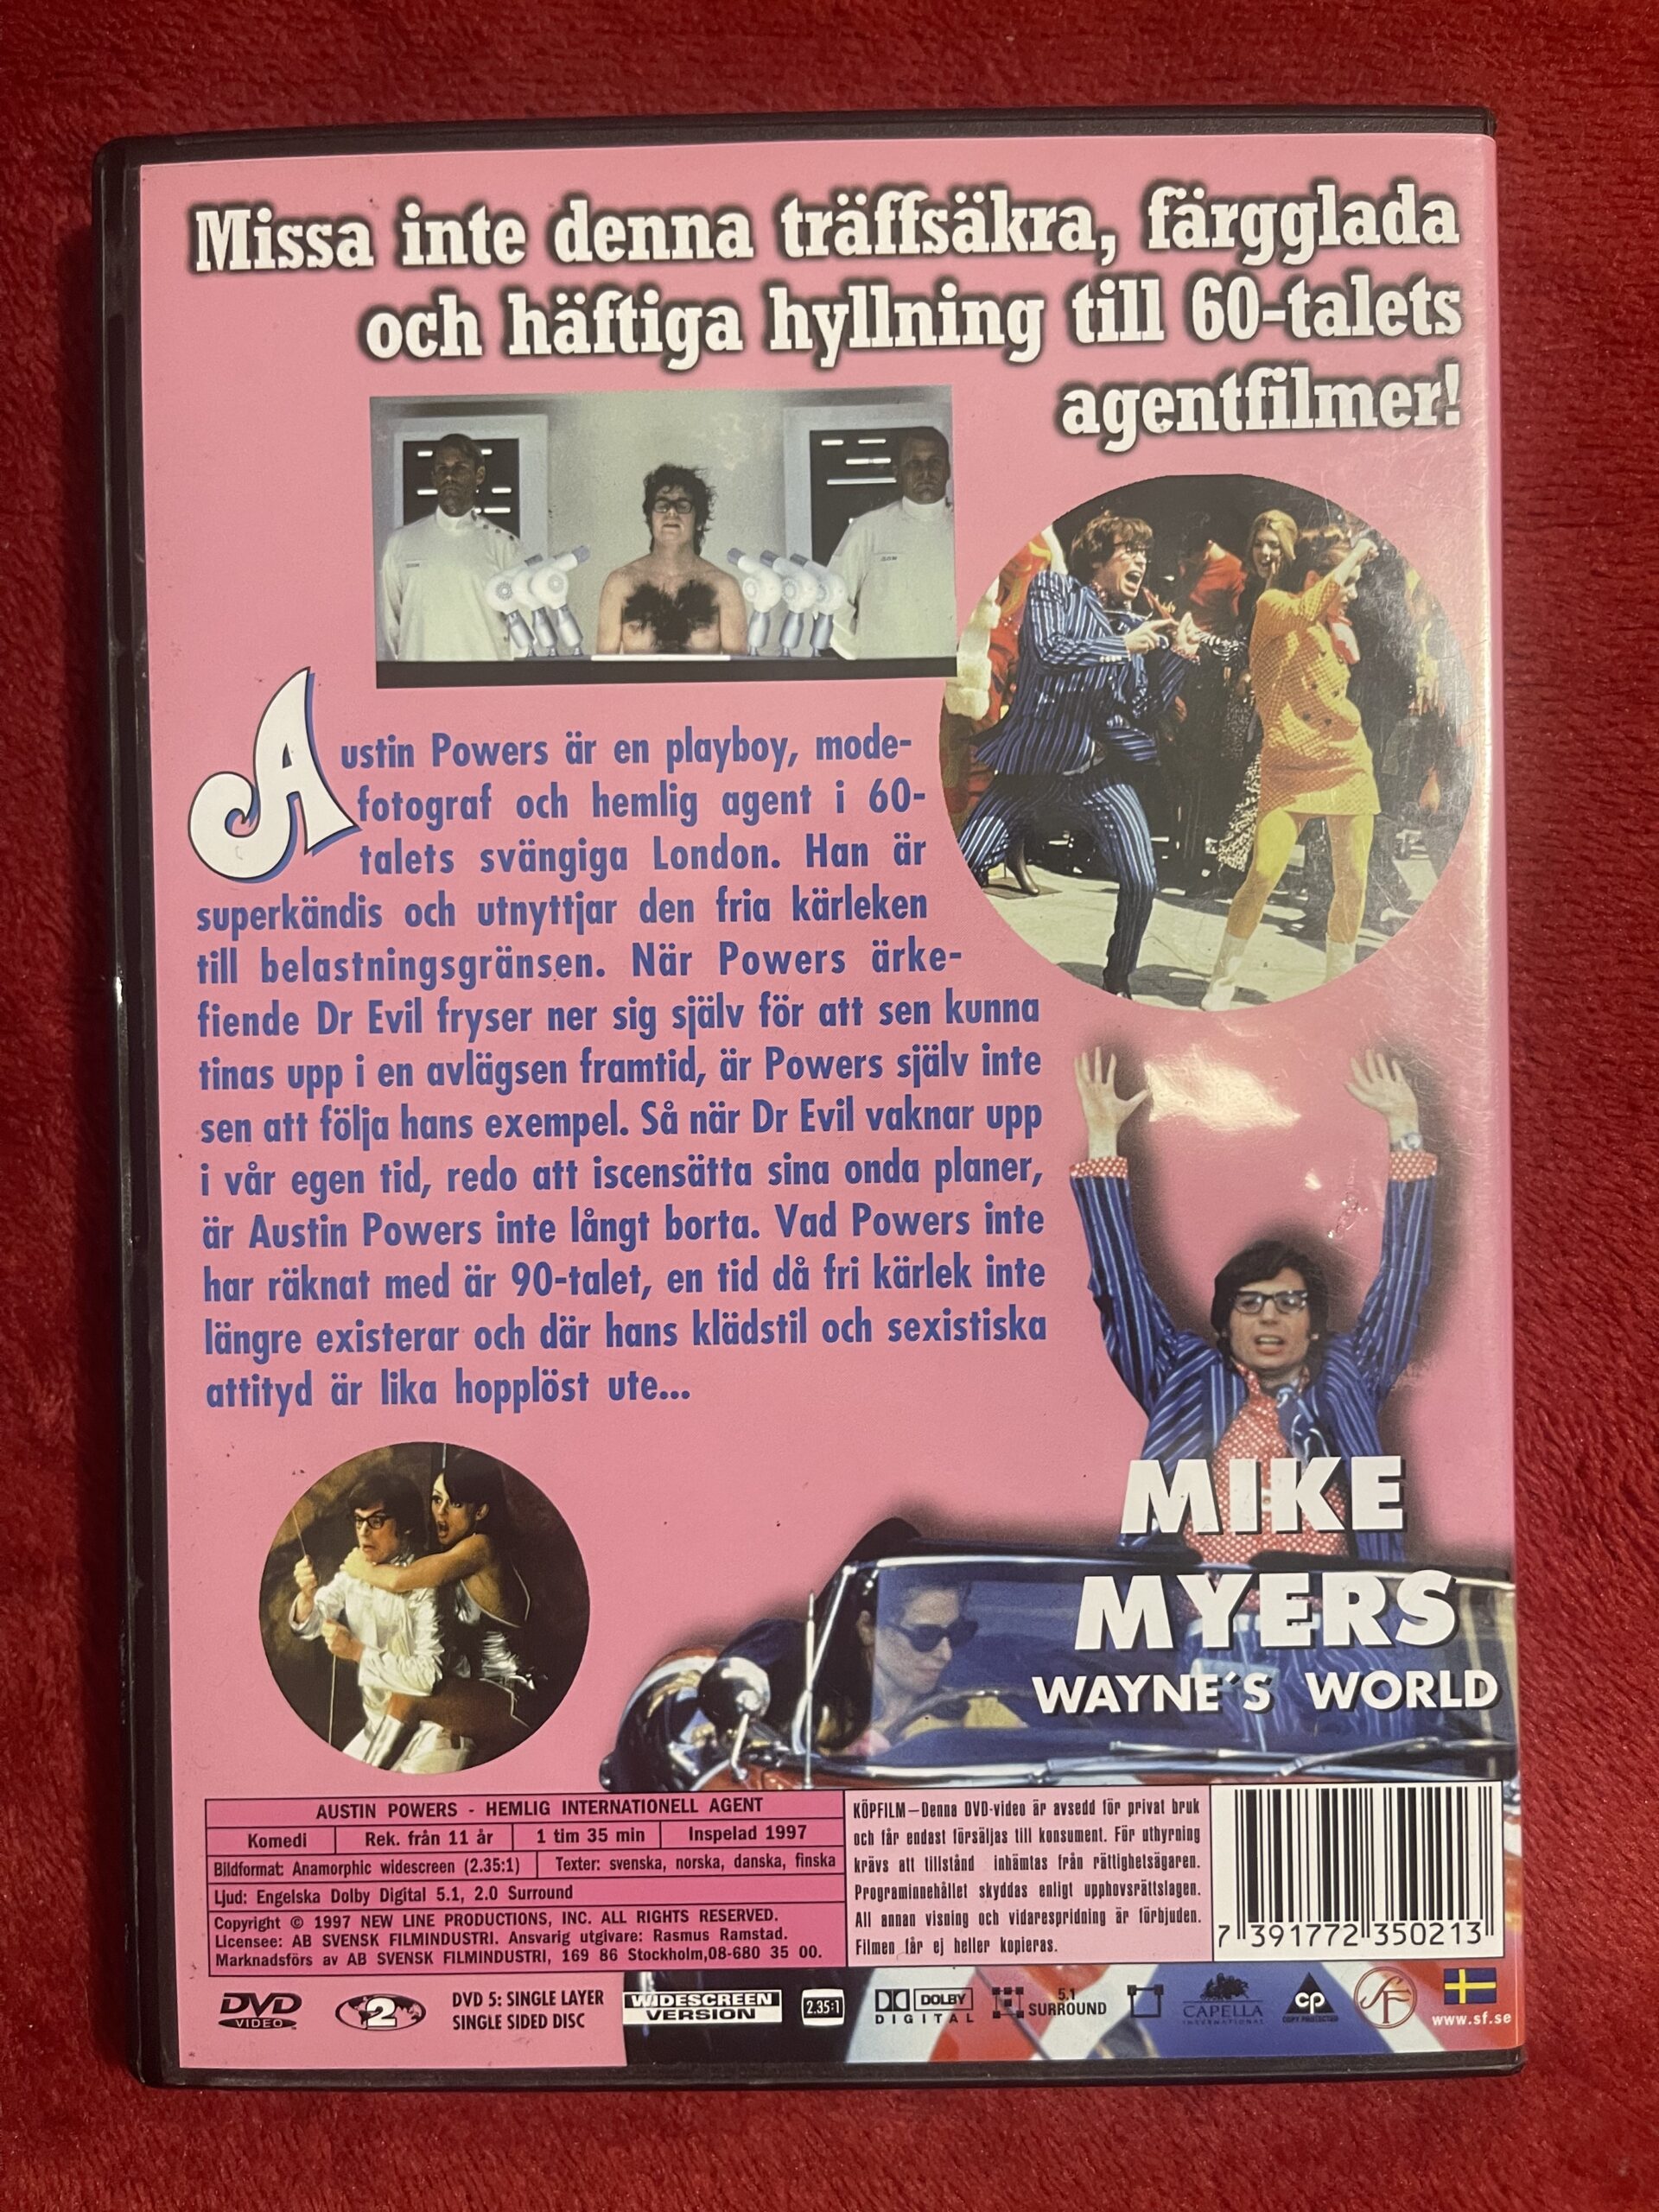 Missa inte denna träffsäkra, färgglada
och häftiga hyllning till 60-talets
agentfilmer!
Austin Powers är en playboy, mode-
fotograf och hemlig agent i 60-
talets svängiga London. Han är
superkändis och utnyttjar den fria kärleken
till belastningsgränsen. När Powers ärke-
fiende Dr Evil fryser ner sig själv för att sen kunna
tinas upp i en avlägsen framtid, är Powers själv inte
sen att följa hans exempel. Så när Dr Evil vaknar upp
i vår egen tid, redo att iscensätta sina onda planer,
är Austin Powers inte långt borta. Vad Powers inte
har räknat med är 90-talet, en tid då fri kärlek inte
längre existerar och där hans klädstil och sexistiska
attityd är lika hopplöst ute...
MIKE
MYERS
WAYNE'S WORLD
AUSTIN POWERS - HEMLIG INTERNATIONELL AGENT
Komedi Rek. från 11 år 1 tim 35 min Inspelad 1997
Bildformat: Anamorphic widescreen (2.35:1) Texter: svenska, norska, danska, finska
Ljud: Engelska Dolby Digital 5.1, 2.0 Surround
Copyright © 1997 NEW LINE PRODUCTIONS, INC. ALL RIGHTS RESERVED.
Licensee: AB SVENSK FILMINDUSTRI. Ansvarig utgivare: Rasmus Ramstad.
Marknadsförs av AB SVENSK FILMINDUSTRI, 169 86 Stockholm,08-680 35 00.
KÖPFILM–Denna DVD-video är avsedd för privat bruk
och får endast försäljas till konsument. För uthyrning
krävs att tillstånd inhämtas från rättighetsägaren.
Programinnehållet skyddas enligt upphovsrättslagen.
All annan visning och vidarespridning är förbjuden.
Filmen får ej heller kopieras.
7 391772 350213
DVD
VIDEO
2
DVD 5: SINGLE LAYER
SINGLE SIDED DISC
WIDESCREEN
VERSION
2.35:1
DOLBY
DIGITAL
5.1
SURROUND
CAPELLA
INTERNATIONAL
CP
COPY PROTECTED
SF
www.sf.se